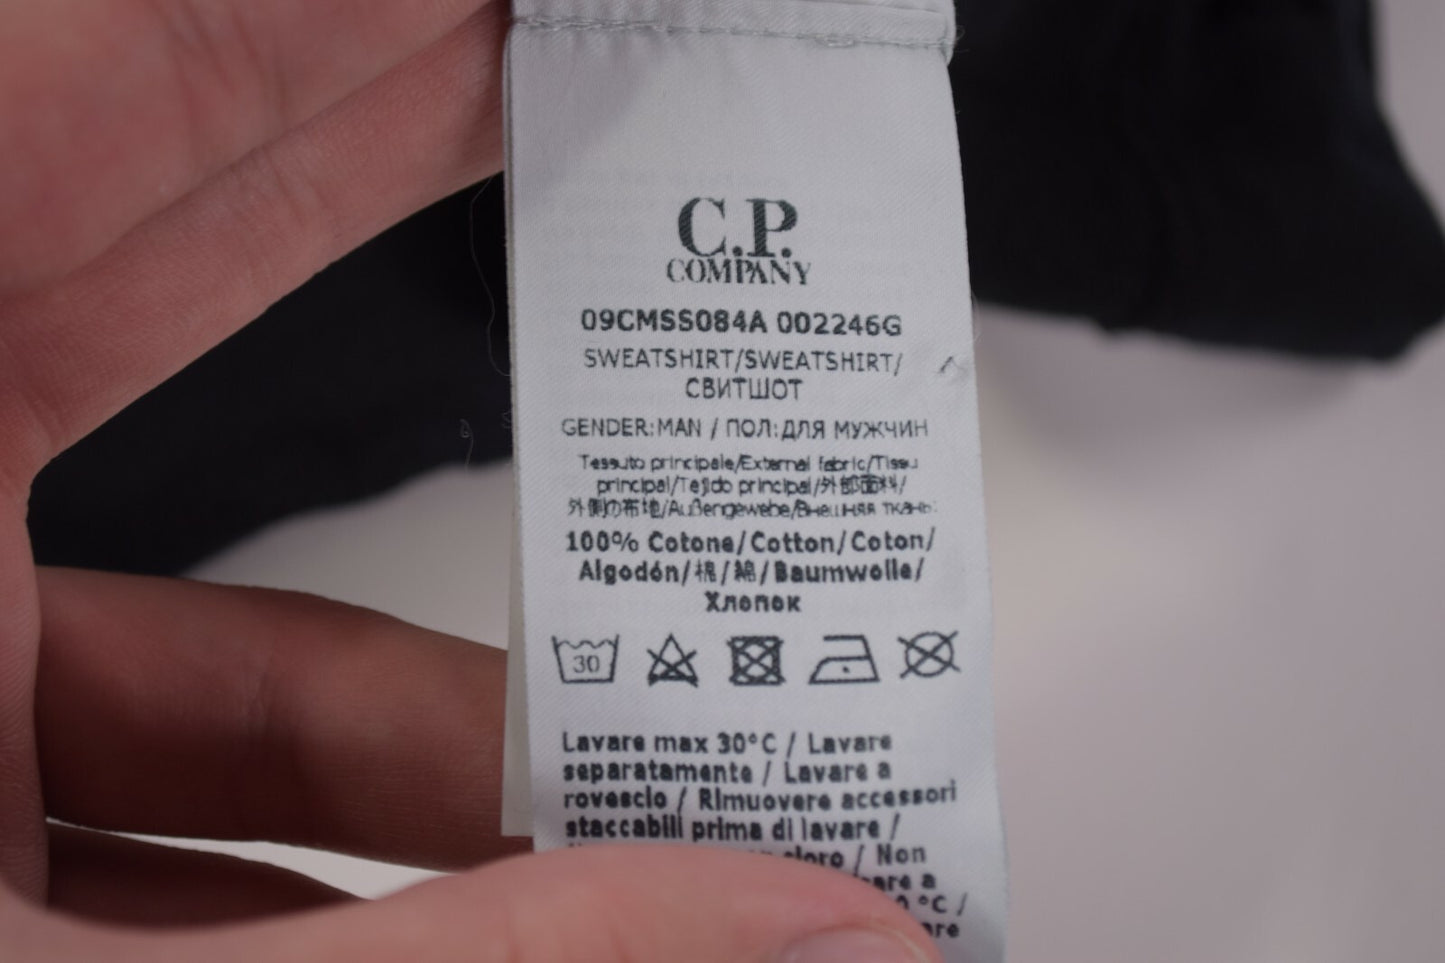 C.P.
COMPANY
09CMSS084A 002246G
SWEATSHIRT/SWEATSHIRT/
СВИТШОТ
GENDER:MAN / ПОЛ:ДЛЯ МУЖЧИН
Tessuto principale/External fabric/Tissu
principal/Tejido principal/外部面料/
外側の布地/Außengewebe/Внешняя ткань:
100% Cotone/Cotton/Coton/
Algodón/棉/綿/Baumwolle/
Хлопок
30
Lavare max 30°C / Lavare
separatamente / Lavare a
rovescio / Rimuovere accessori
staccabili prima di lavare /
cloro / Non
a
°C /